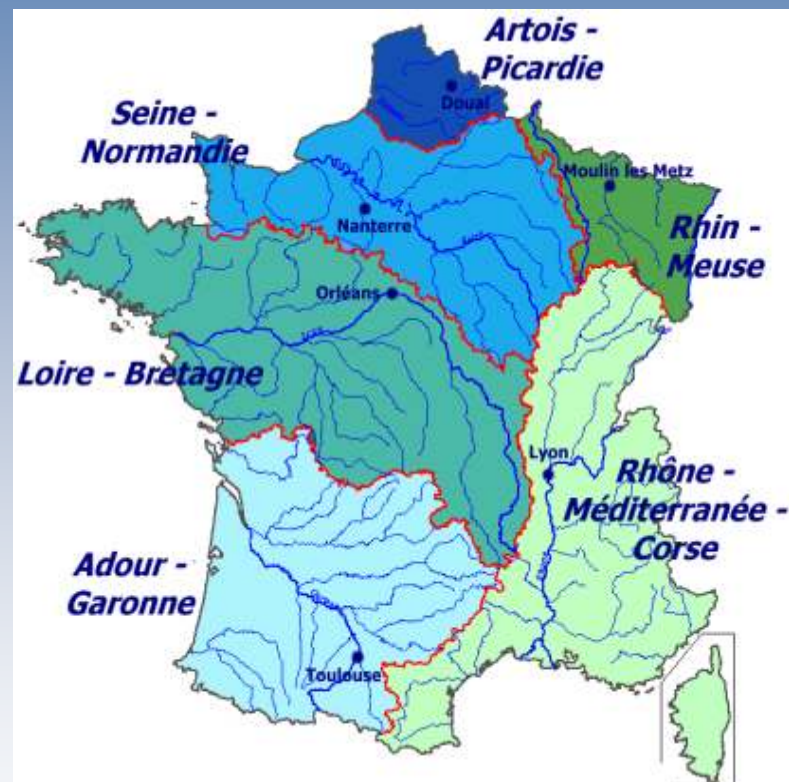 Artois -
Picardie
Douai
Seine -
Normandie
Moulin les Metz
Nanterre
Rhin -
Meuse
Orléans
Loire
Loire - Bretagne
Lyon
Rhône -
Méditerranée -
Corse
Adour -
Garonne
Toulouse